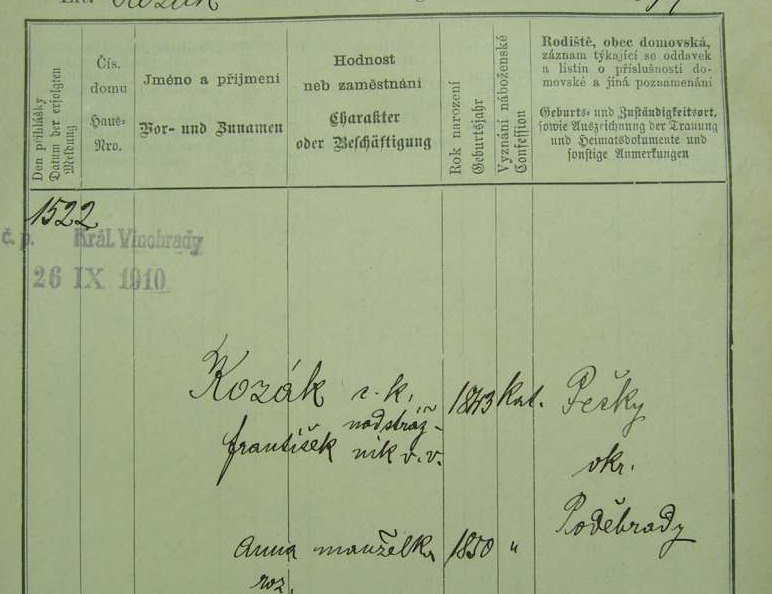 Kozák
Den přihlášky
Datum der erfolgten
Meldung
Čís.
domu
Haus-
Nro.
Jméno a příjmení
Vor- und Zunamen
Hodnost
neb zaměstnání
Charakter
oder Beschäftigung
Rok narození
Geburtsjahr
Vyznání náboženské
Confession
Rodiště, obec domovská,
záznam týkající se oddavek
a listin o příslušnosti do-
movské a jiná poznamenání
Geburts- und Zuständigkeitsort,
sowie Auszeichnung der Trauung
und Heimatsdokumente und
sonstige Anmerkungen
1522
č. p. Král. Vinohrady
26 IX 1910
Kozák c. k. 1843 kat. Pečky
František nadstráž-
ník v. v. okr.
Poděbrady
Anna manželka 1850 "
roz.